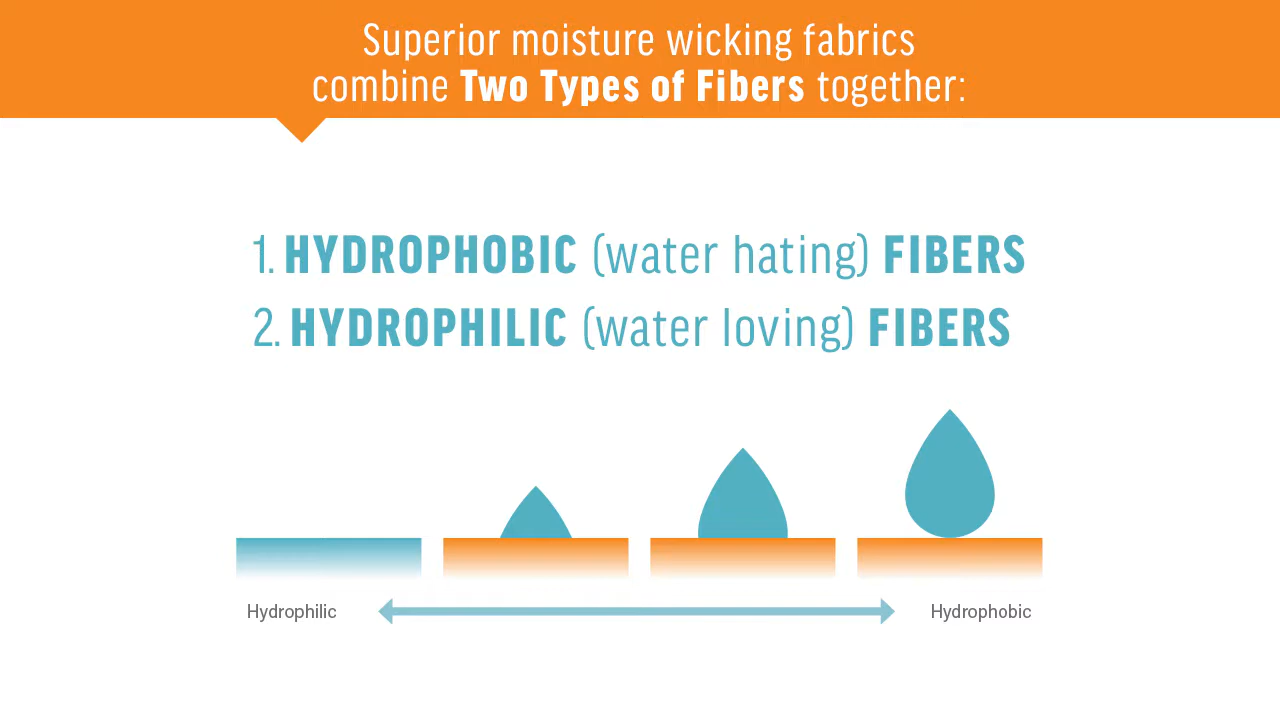 Superior moisture wicking fabrics
combine Two Types of Fibers together:
1. HYDROPHOBIC (water hating) FIBERS
2. HYDROPHILIC (water loving) FIBERS
Hydrophilic
Hydrophobic